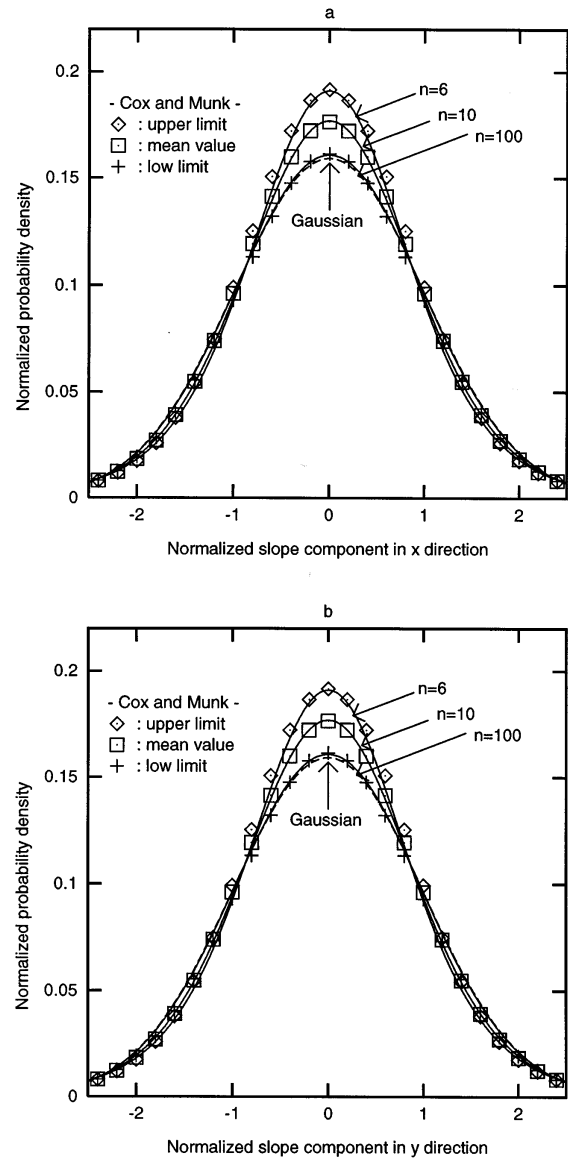 a
0.2
- Cox and Munk -
: upper limit
: mean value
: low limit
n=6
n=10
n=100
0.15
Gaussian
0.1
0.05
0
Normalized probability density
-2 -1 0 1 2
Normalized slope component in x direction
b
0.2
- Cox and Munk -
: upper limit
: mean value
: low limit
n=6
n=10
n=100
0.15
Gaussian
0.1
0.05
0
Normalized probability density
-2 -1 0 1 2
Normalized slope component in y direction